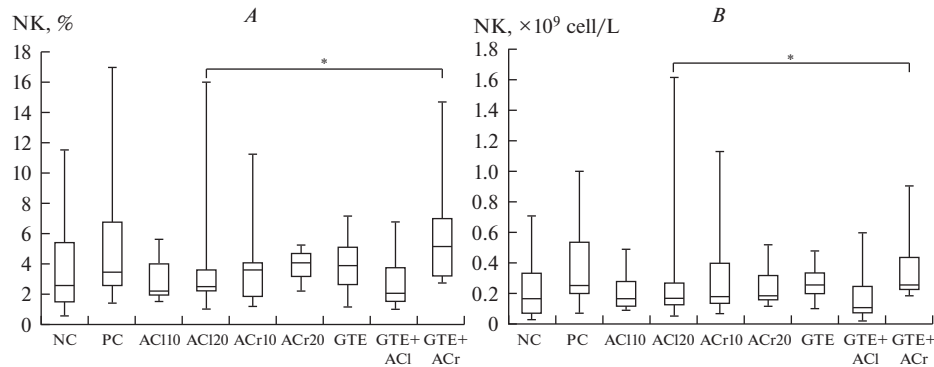 A
NK, %
18
16
14
12
10
8
6
4
2
0
*
NC PC ACl10 ACl20 ACr10 ACr20 GTE GTE+ GTE+
ACl ACr
B
NK, ×10⁹ cell/L
1.8
1.6
1.4
1.2
1.0
0.8
0.6
0.4
0.2
0
*
NC PC ACl10 ACl20 ACr10 ACr20 GTE GTE+ GTE+
ACl ACr